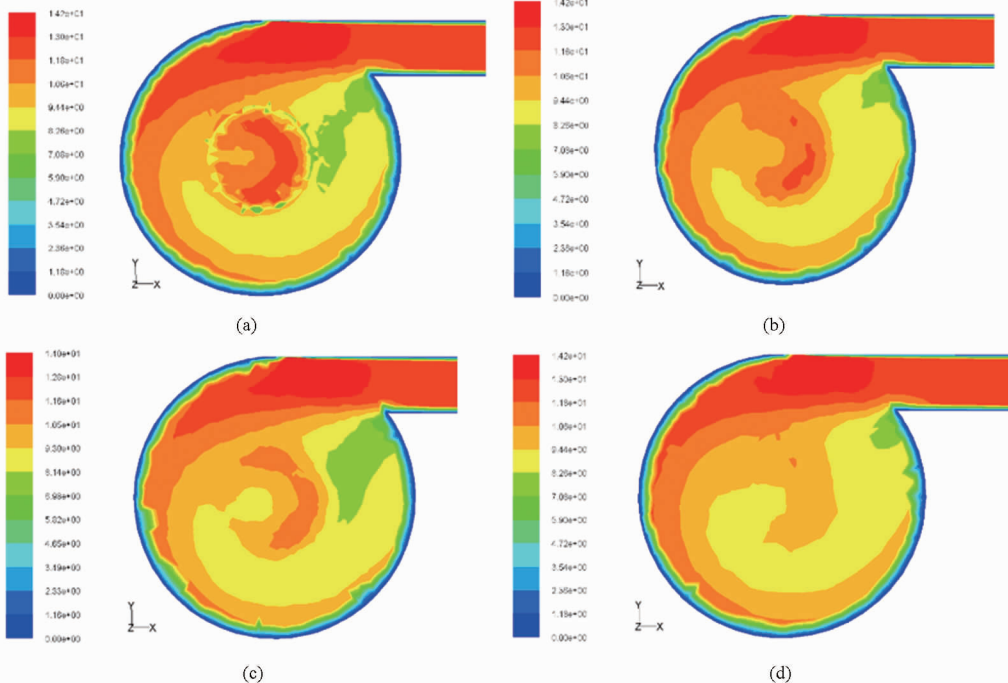 1.42e+01
1.30e+01
1.18e+01
1.06e+01
9.44e+00
8.26e+00
7.08e+00
5.90e+00
4.72e+00
3.54e+00
2.36e+00
1.18e+00
0.00e+00
Y
Z X
(a)
1.42e+01
1.30e+01
1.18e+01
1.06e+01
9.44e+00
8.26e+00
7.08e+00
5.90e+00
4.72e+00
3.54e+00
2.36e+00
1.18e+00
0.00e+00
Y
Z X
(b)
1.16e+01
1.05e+01
9.30e+00
8.14e+00
6.98e+00
5.82e+00
4.65e+00
3.49e+00
2.33e+00
1.16e+00
0.00e+00
Y
Z X
(c)
1.42e+01
1.30e+01
1.18e+01
1.06e+01
9.44e+00
8.26e+00
7.08e+00
5.90e+00
4.72e+00
3.54e+00
2.36e+00
1.18e+00
0.00e+00
Y
Z X
(d)